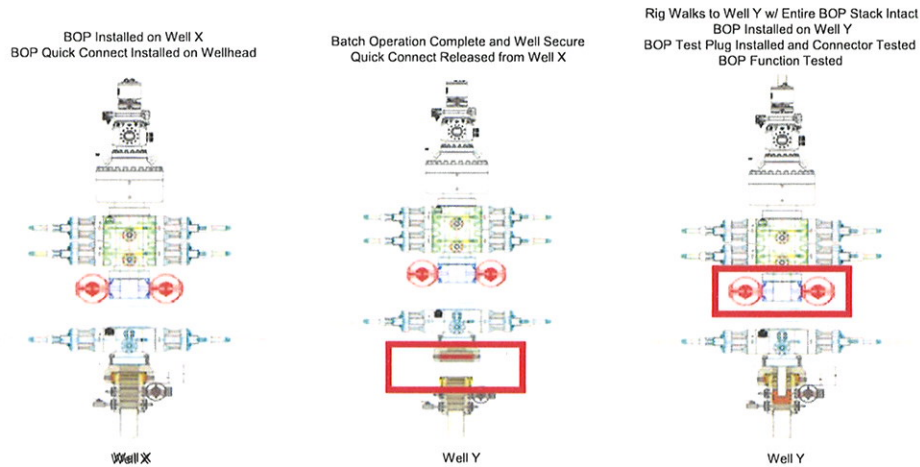 BOP Installed on Well X
BOP Quick Connect Installed on Wellhead
Batch Operation Complete and Well Secure
Quick Connect Released from Well X
Rig Walks to Well Y w/ Entire BOP Stack Intact
BOP Installed on Well Y
BOP Test Plug Installed and Connector Tested
BOP Function Tested
Well X
Well Y
Well Y